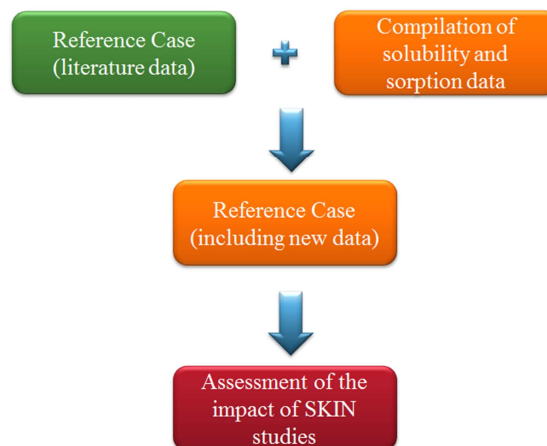 Reference Case
(literature data)
Compilation of
solubility and
sorption data
Reference Case
(including new data)
Assessment of the
impact of SKIN
studies